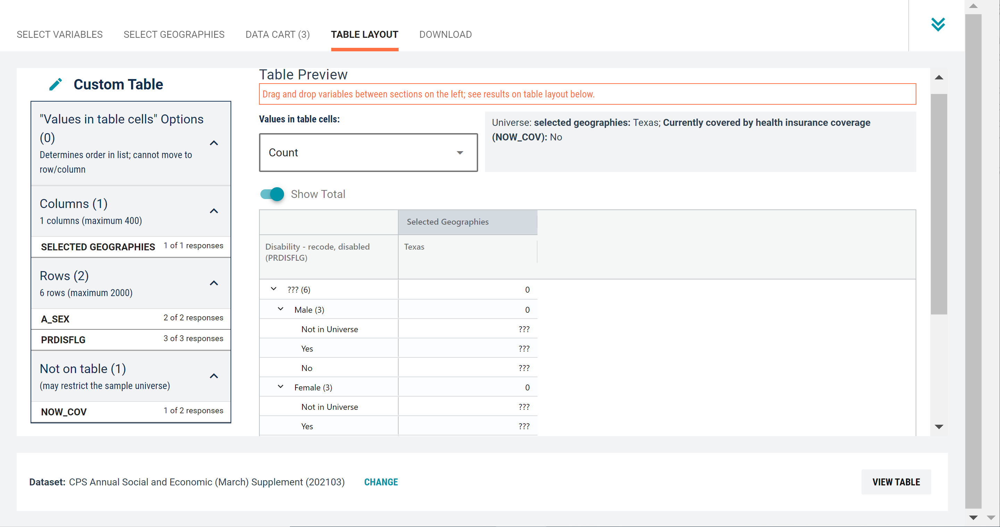 SELECT VARIABLES SELECT GEOGRAPHIES DATA CART (3) TABLE LAYOUT DOWNLOAD
Custom Table
"Values in table cells" Options
(0)
Determines order in list; cannot move to
row/column
Columns (1)
1 columns (maximum 400)
SELECTED GEOGRAPHIES 1 of 1 responses
Rows (2)
6 rows (maximum 2000)
A_SEX 2 of 2 responses
PRDISFLG 3 of 3 responses
Not on table (1)
(may restrict the sample universe)
NOW_COV 1 of 2 responses
Table Preview
Drag and drop variables between sections on the left; see results on table layout below.
Values in table cells:
Count
Universe: selected geographies: Texas; Currently covered by health insurance coverage
(NOW_COV): No
Show Total
Selected Geographies
Disability - recode, disabled
(PRDISFLG)
Texas
??? (6) 0
Male (3) 0
Not in Universe ???
Yes ???
No ???
Female (3) 0
Not in Universe ???
Yes ???
Dataset: CPS Annual Social and Economic (March) Supplement (202103) CHANGE
VIEW TABLE